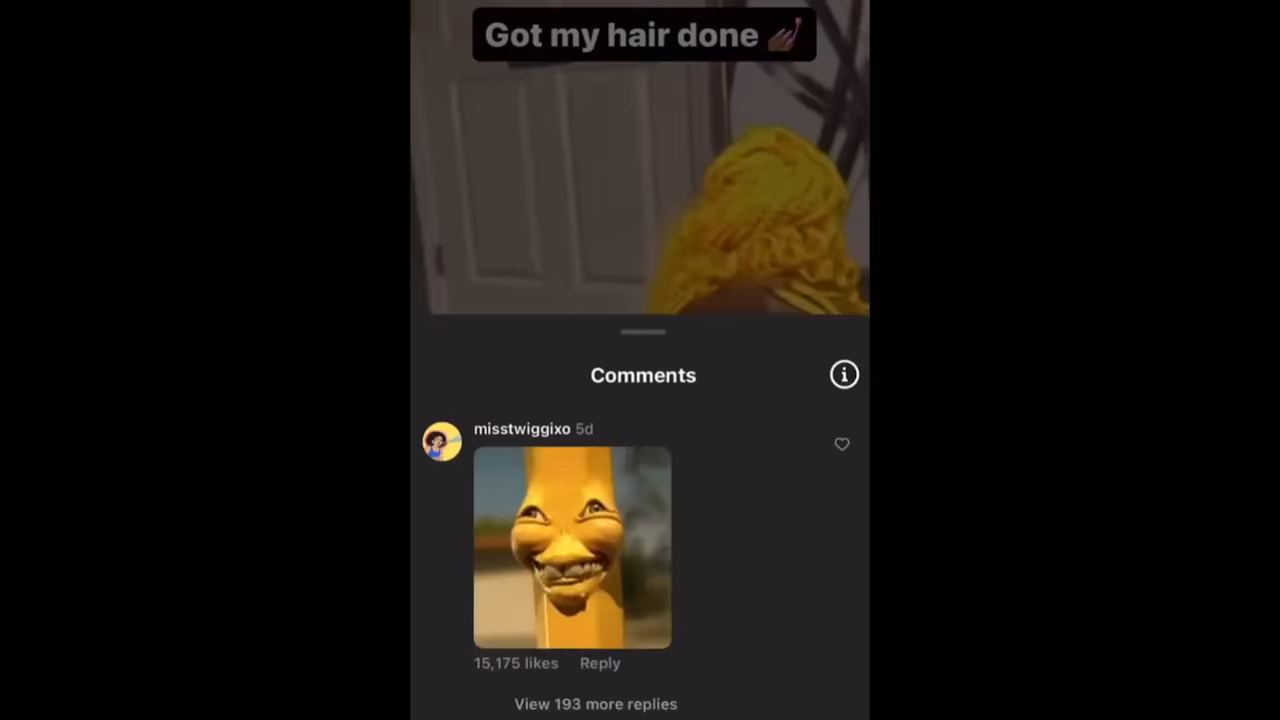 Got my hair done 💅🏾
Comments
misstwiggixo 5d
15,175 likes Reply
View 193 more replies